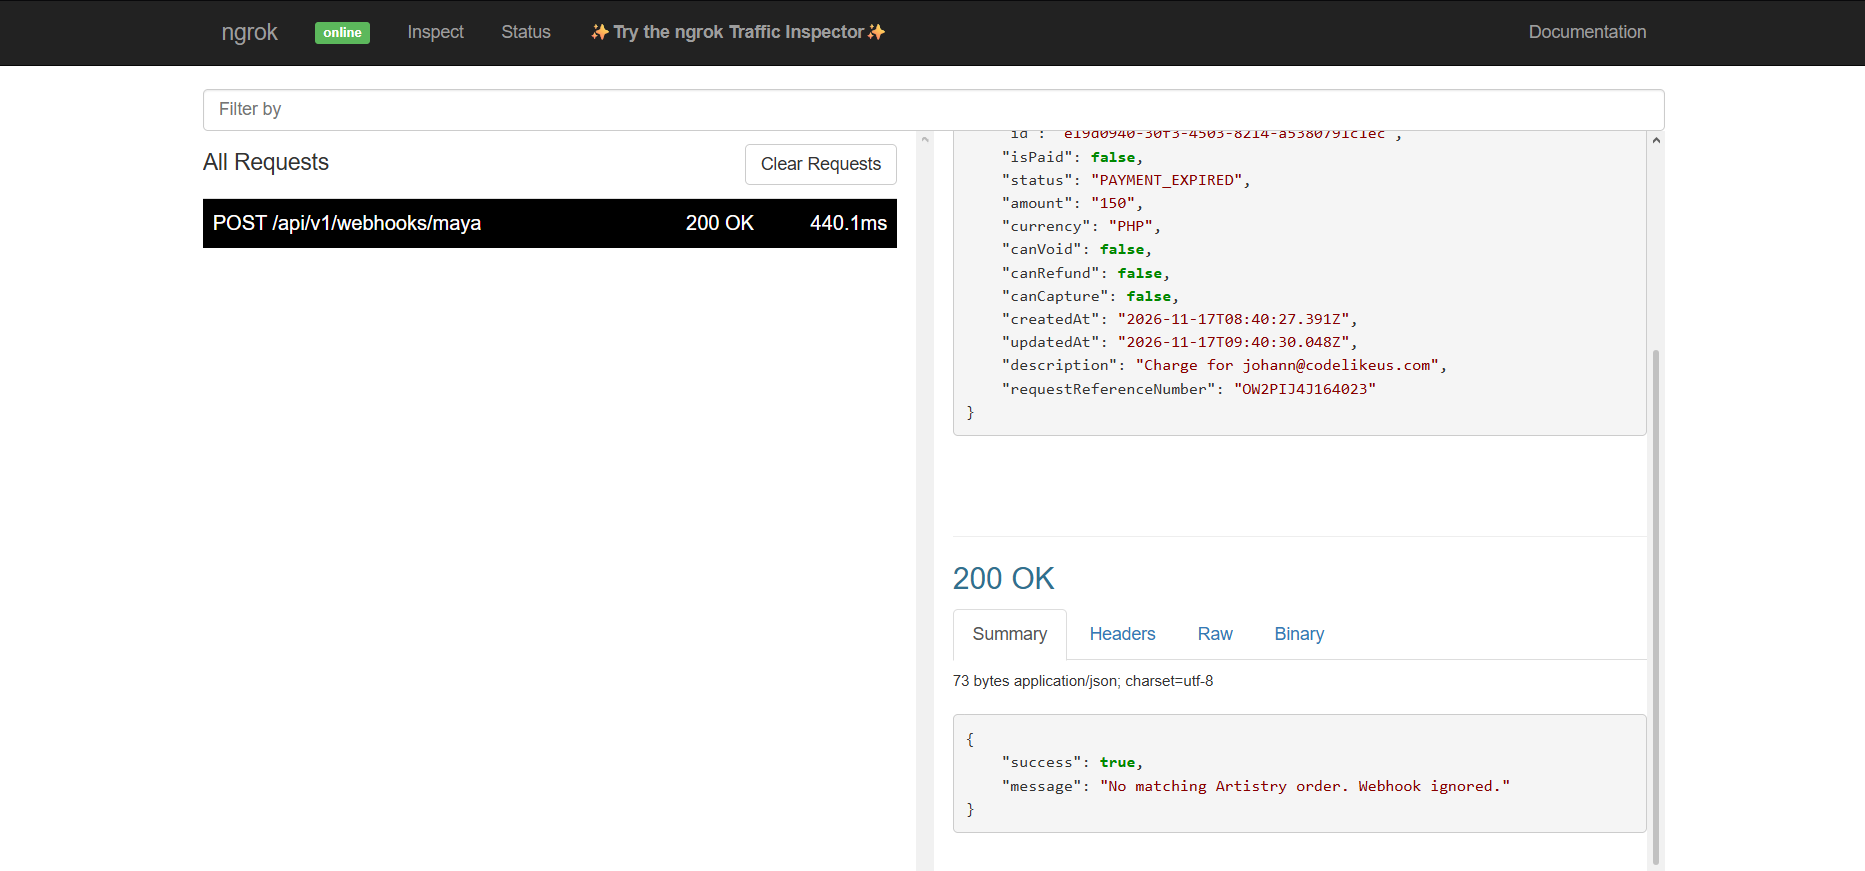 ngrok online Inspect Status ✨Try the ngrok Traffic Inspector✨ Documentation
Filter by
All Requests
Clear Requests
POST /api/v1/webhooks/maya 200 OK 440.1ms
"isPaid": false,
"status": "PAYMENT_EXPIRED",
"amount": "150",
"currency": "PHP",
"canVoid": false,
"canRefund": false,
"canCapture": false,
"createdAt": "2026-11-17T08:40:27.391Z",
"updatedAt": "2026-11-17T09:40:30.048Z",
"description": "Charge for johann@codelikeus.com",
"requestReferenceNumber": "OW2PIJ4J164023"
}
200 OK
Summary Headers Raw Binary
73 bytes application/json; charset=utf-8
{
"success": true,
"message": "No matching Artistry order. Webhook ignored."
}